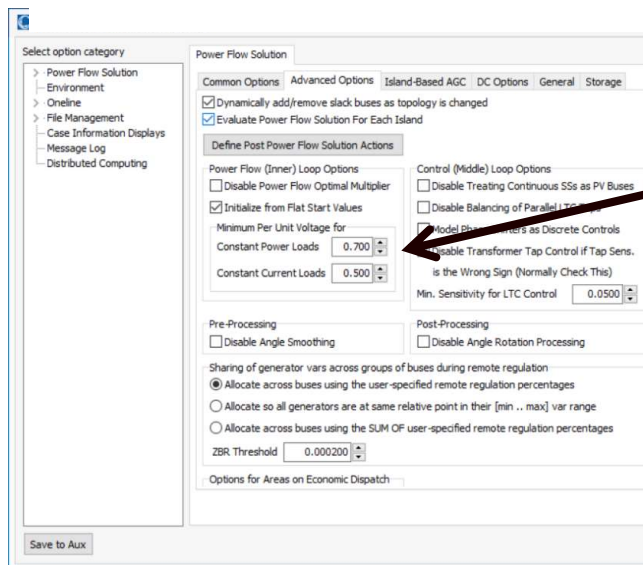 Select option category
Power Flow Solution
Environment
Oneline
File Management
Case Information Displays
Message Log
Distributed Computing
Save to Aux
Power Flow Solution
Common Options Advanced Options Island-Based AGC DC Options General Storage
Dynamically add/remove slack buses as topology is changed
Evaluate Power Flow Solution For Each Island
Define Post Power Flow Solution Actions
Power Flow (Inner) Loop Options
Disable Power Flow Optimal Multiplier
Initialize from Flat Start Values
Minimum Per Unit Voltage for
Constant Power Loads 0.700
Constant Current Loads 0.500
Control (Middle) Loop Options
Disable Treating Continuous SSs as PV Buses
Disable Balancing of Parallel LTC
Model Phase as Discrete Controls
Disable Transformer Tap Control if Tap Sens.
is the Wrong Sign (Normally Check This)
Min. Sensitivity for LTC Control 0.0500
Pre-Processing
Disable Angle Smoothing
Post-Processing
Disable Angle Rotation Processing
Sharing of generator vars across groups of buses during remote regulation
Allocate across buses using the user-specified remote regulation percentages
Allocate so all generators are at same relative point in their [min .. max] var range
Allocate across buses using the SUM OF user-specified remote regulation percentages
ZBR Threshold 0.000200
Options for Areas on Economic Dispatch